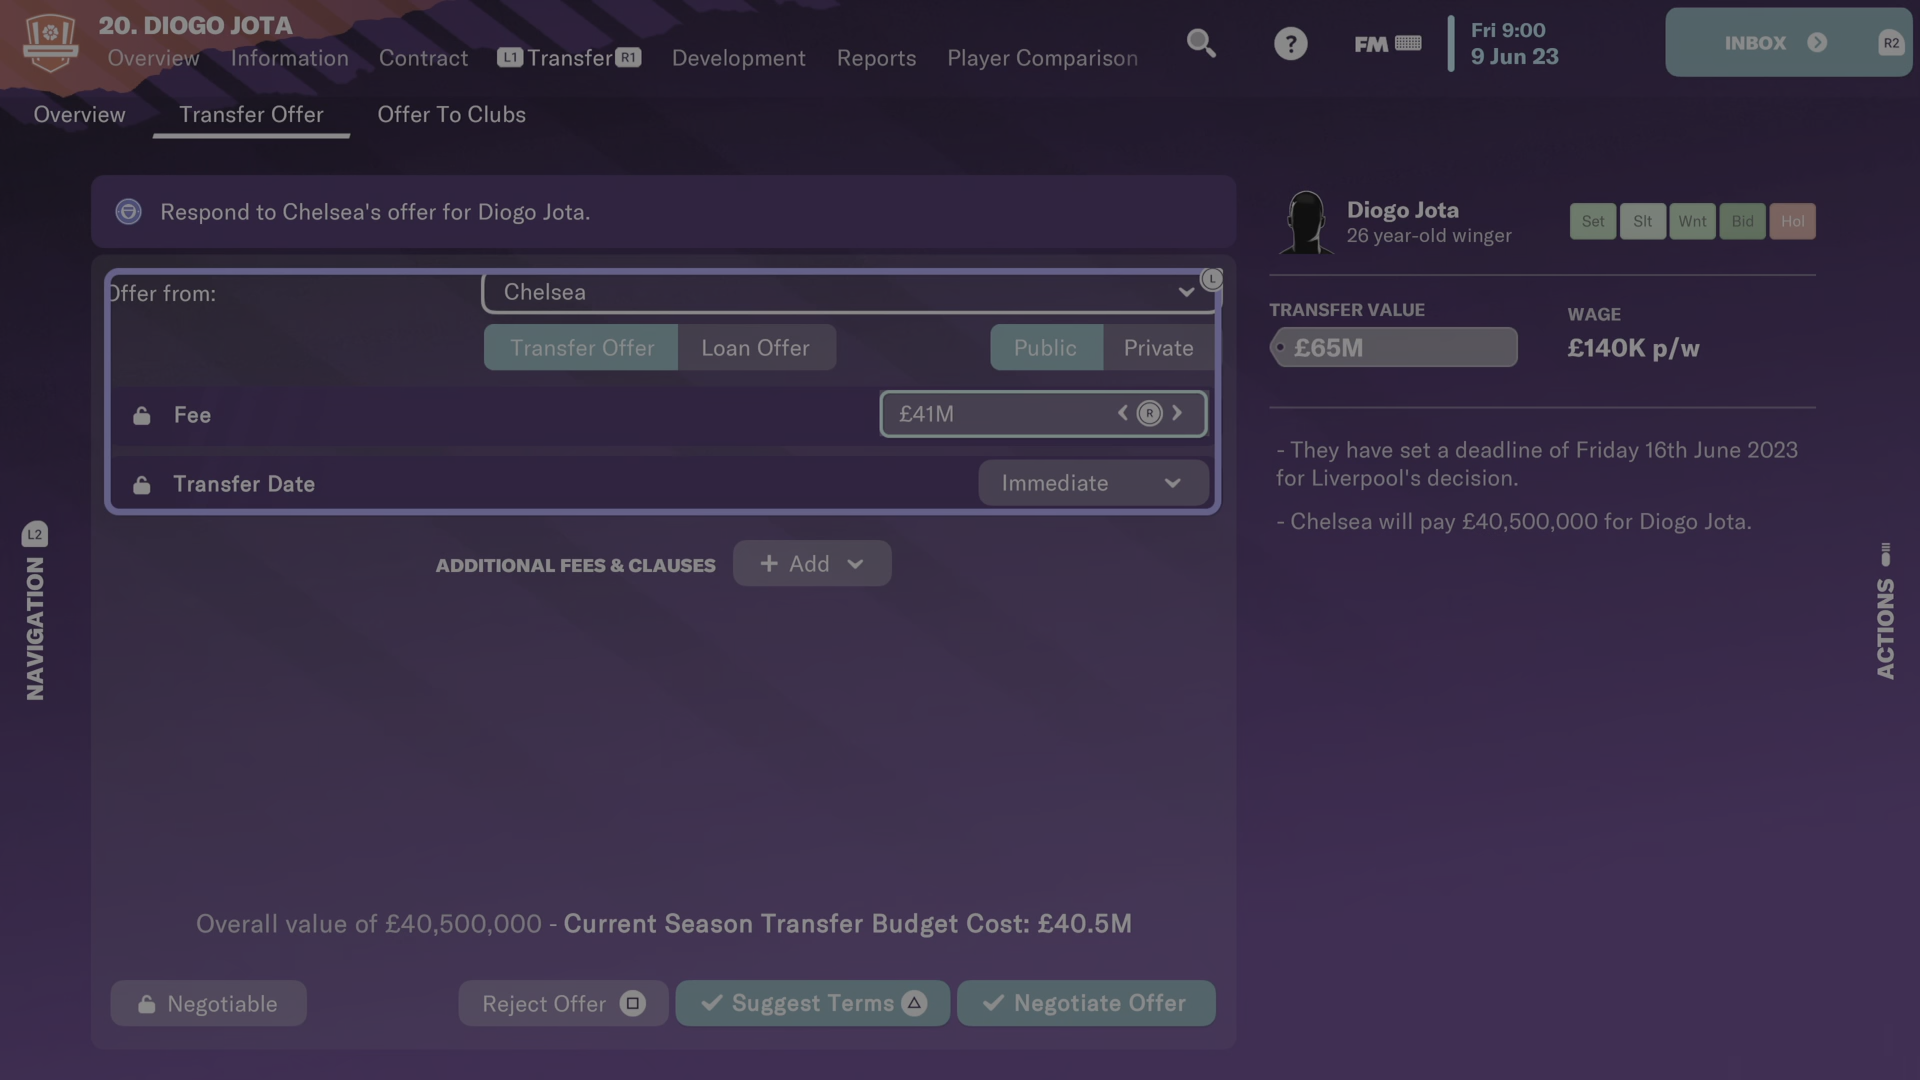 20. DIOGO JOTA
Overview Information Contract L1 Transfer R1 Development Reports Player Comparison
? FM Fri 9:00
9 Jun 23
INBOX R2
Overview Transfer Offer Offer To Clubs
Respond to Chelsea's offer for Diogo Jota.
Offer from: Chelsea L
Transfer Offer Loan Offer Public Private
Fee £41M R
Transfer Date Immediate
ADDITIONAL FEES & CLAUSES + Add
Overall value of £40,500,000 - Current Season Transfer Budget Cost: £40.5M
Negotiable Reject Offer Suggest Terms Negotiate Offer
Diogo Jota
26 year-old winger
Set Slt Wnt Bid Hol
TRANSFER VALUE WAGE
£65M £140K p/w
- They have set a deadline of Friday 16th June 2023
for Liverpool's decision.
- Chelsea will pay £40,500,000 for Diogo Jota.
L2
NAVIGATION
ACTIONS